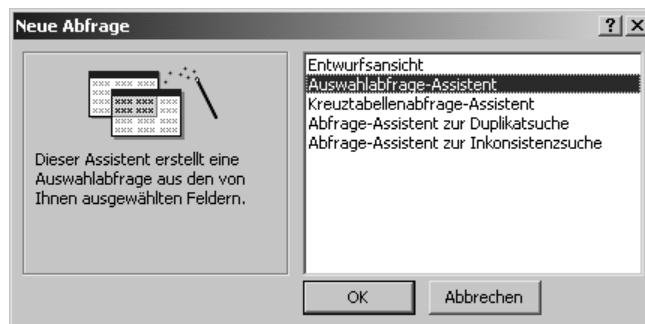 Neue Abfrage
Dieser Assistent erstellt eine
Auswahlabfrage aus den von
Ihnen ausgewählten Feldern.
Entwurfsansicht
Auswahlabfrage-Assistent
Kreuztabellenabfrage-Assistent
Abfrage-Assistent zur Duplikatsuche
Abfrage-Assistent zur Inkonsistenzsuche
OK
Abbrechen